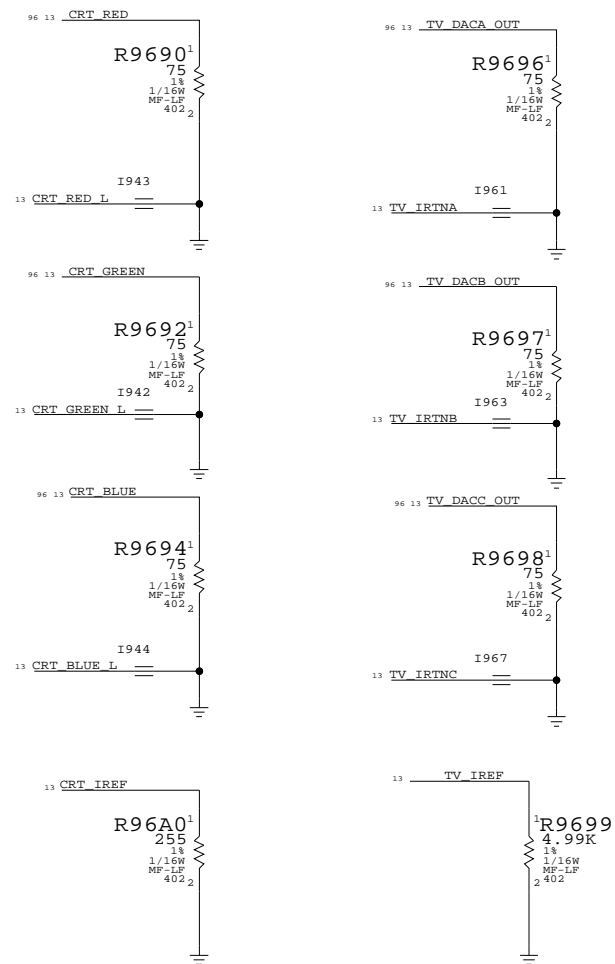 96 13 CRT_RED
R9690 1
75
1%
1/16W
MF-LF
402 2
I943
13 CRT_RED_L
96 13 CRT_GREEN
R9692 1
75
1%
1/16W
MF-LF
402 2
I942
13 CRT_GREEN_L
96 13 CRT_BLUE
R9694 1
75
1%
1/16W
MF-LF
402 2
I944
13 CRT_BLUE_L
13 CRT_IREF
R96A0 1
255
1%
1/16W
MF-LF
402 2
96 13 TV_DACA_OUT
R9696 1
75
1%
1/16W
MF-LF
402 2
I961
13 TV_IRTNA
96 13 TV_DACB_OUT
R9697 1
75
1%
1/16W
MF-LF
402 2
I963
13 TV_IRTNB
96 13 TV_DACC_OUT
R9698 1
75
1%
1/16W
MF-LF
402 2
I967
13 TV_IRTNC
13 TV_IREF
1 R9699
4.99K
1%
1/16W
MF-LF
2 402